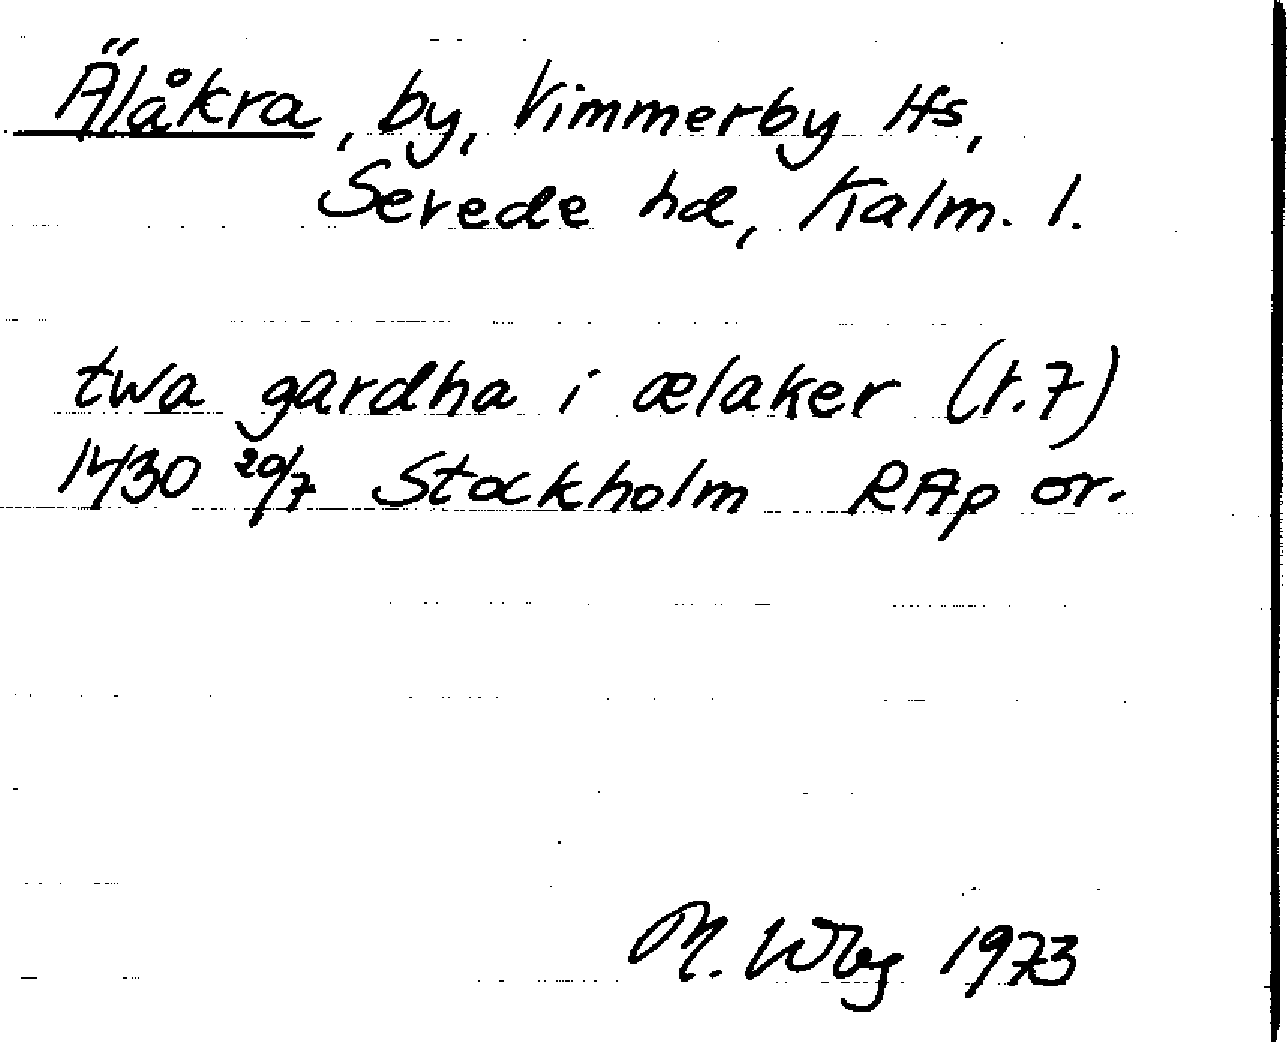 Äläkra, by, Vimmerby lfs,
Sevede hd, Kalm. l.
twa gardha i ælaker (r.7)
1430 20/7 Stockholm RAp or.
M. Wbg 1973